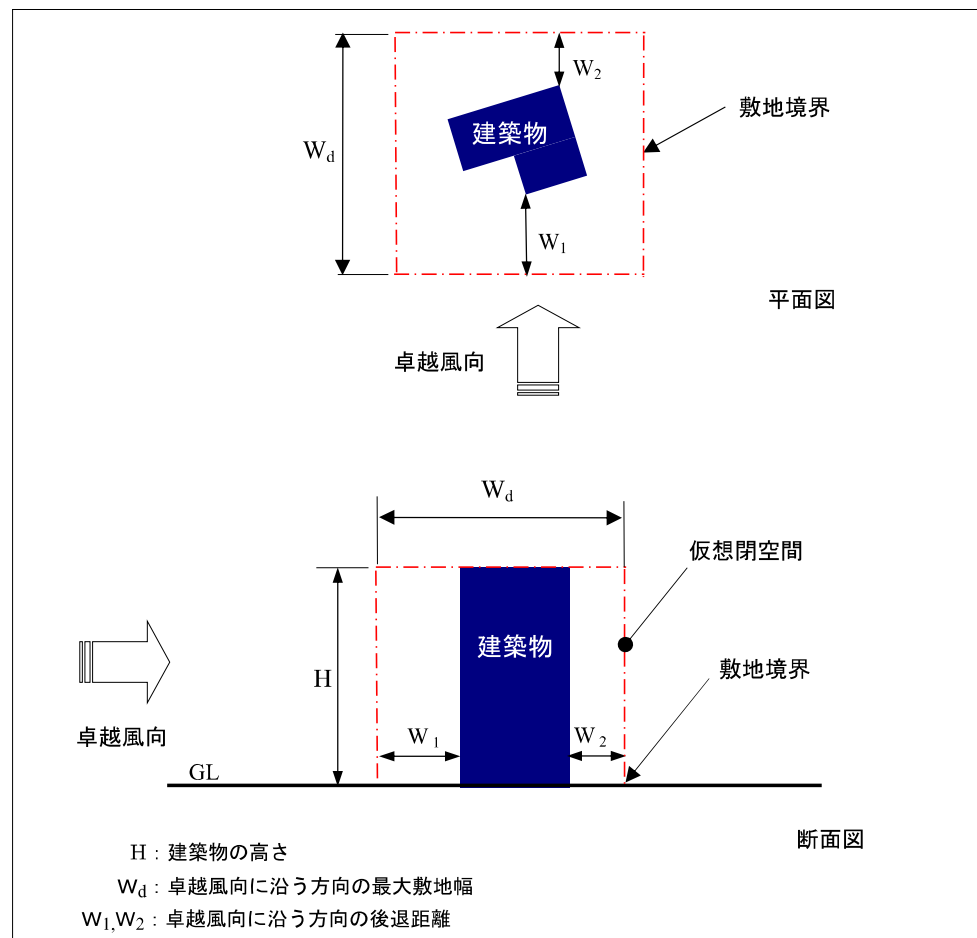 W2
建築物
敷地境界
Wd
W1
平面図
卓越風向
Wd
仮想閉空間
建築物
敷地境界
H
卓越風向
W1
W2
GL
断面図
H：建築物の高さ
Wd：卓越風向に沿う方向の最大敷地幅
W1,W2：卓越風向に沿う方向の後退距離